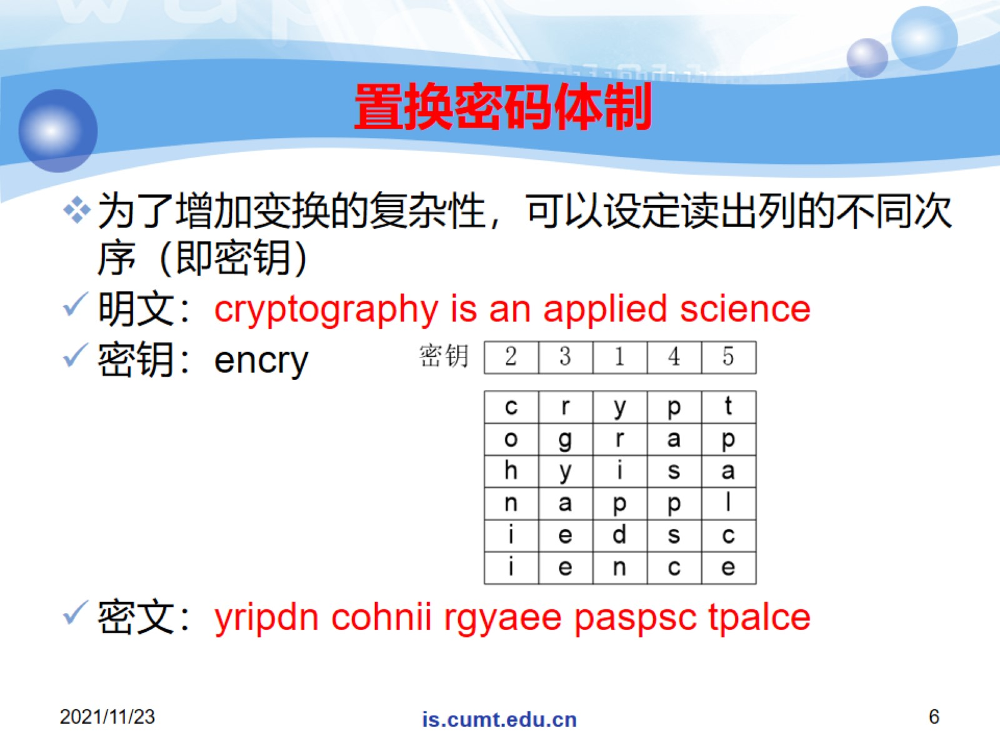 置换密码体制
为了增加变换的复杂性，可以设定读出列的不同次
序（即密钥）
明文：cryptography is an applied science
密钥：encry
密钥 2 3 1 4 5
c r y p t
o g r a p
h y i s a
n a p p l
i e d s c
i e n c e
密文：yripdn cohnii rgyaee paspsc tpalce
2021/11/23
is.cumt.edu.cn
6